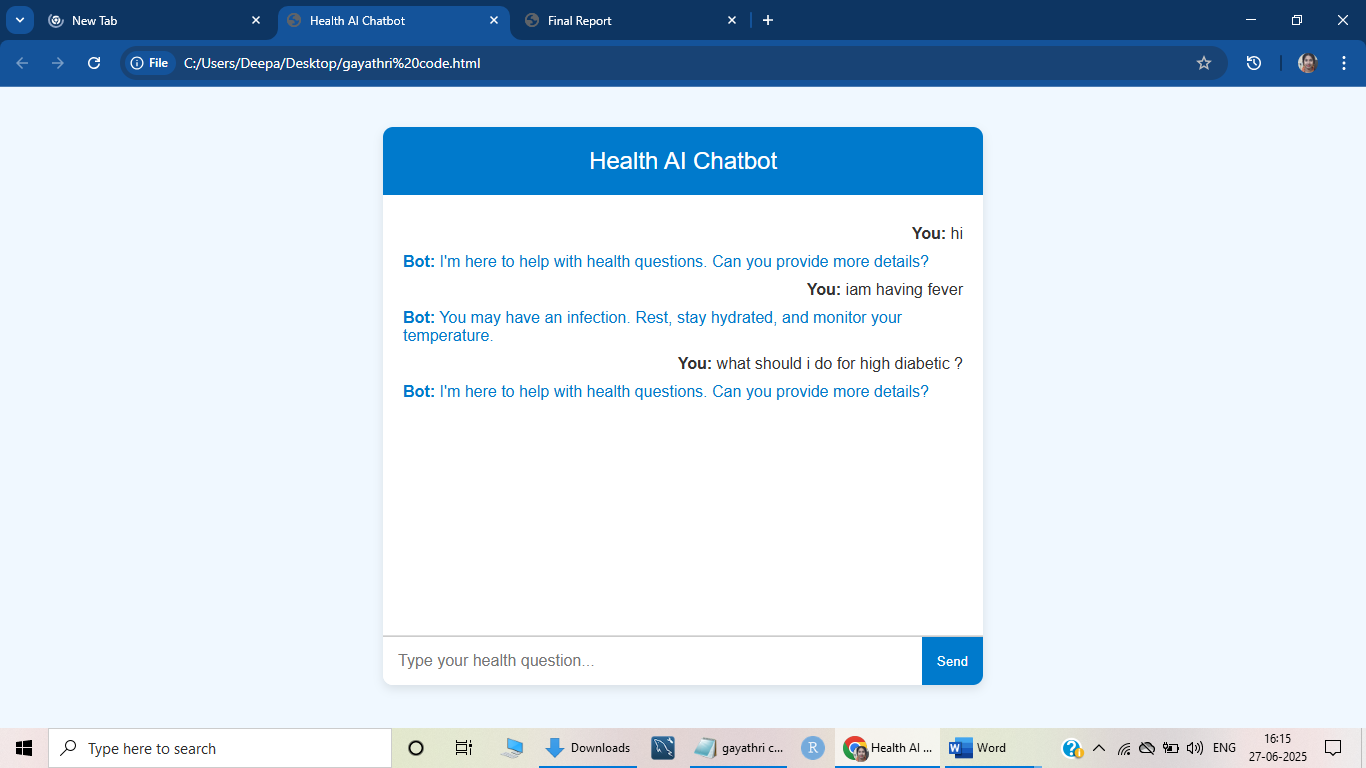 New Tab
Health AI Chatbot
Final Report
File
C:/Users/Deepa/Desktop/gayathri%20code.html
Health AI Chatbot
You: hi
Bot: I'm here to help with health questions. Can you provide more details?
You: iam having fever
Bot: You may have an infection. Rest, stay hydrated, and monitor your
temperature.
You: what should i do for high diabetic ?
Bot: I'm here to help with health questions. Can you provide more details?
Type your health question...
Send
Type here to search
Downloads
gayathri c...
R
Health AI ...
W
Word
ENG
16:15
27-06-2025